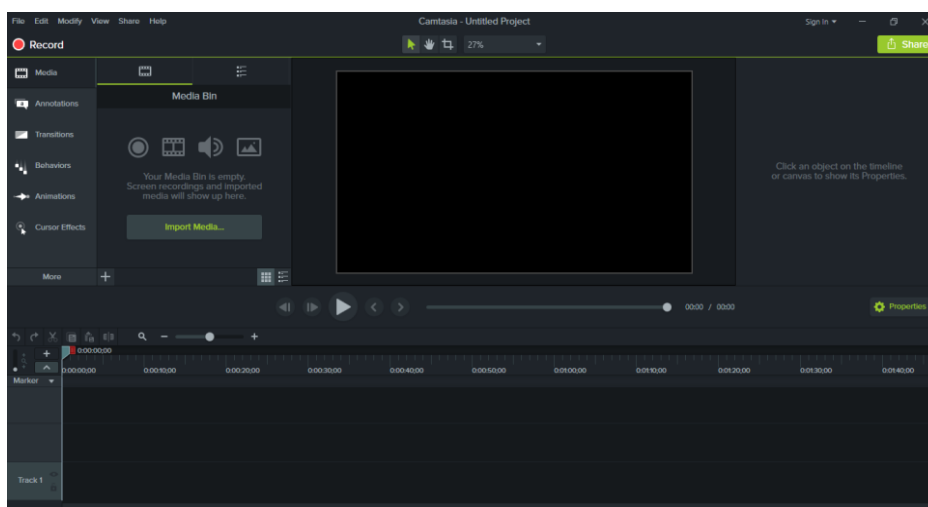 File Edit Modify View Share Help
Camtasia - Untitled Project
Sign In
Record
27%
Share
Media
Media Bin
Annotations
Transitions
Behaviors
Animations
Cursor Effects
Your Media Bin is empty.
Screen recordings and imported
media will show up here.
Import Media...
Click an object on the timeline
or canvas to show its Properties.
More
00:00 / 00:00
Properties
0:00:00;00
0:00:00;00 0:00:10;00 0:00:20;00 0:00:30;00 0:00:40;00 0:00:50;00 0:01:00;00 0:01:10;00 0:01:20;00 0:01:30;00 0:01:40;00
Marker
Track 1